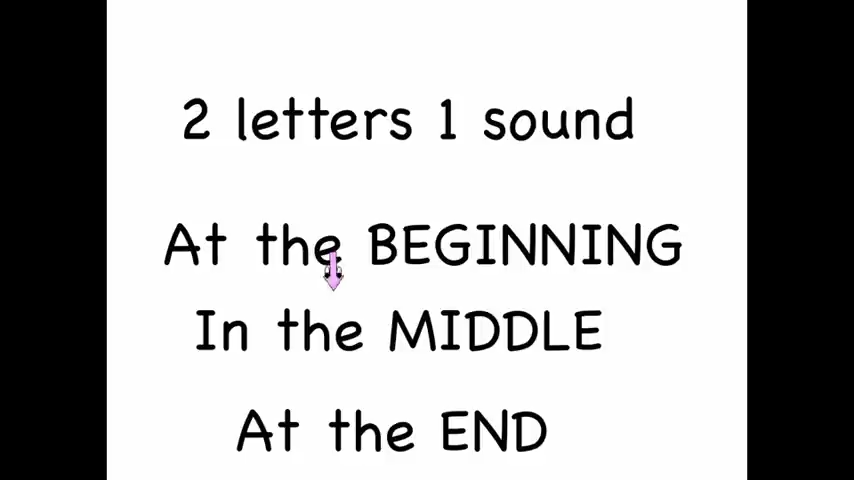 2 letters 1 sound
At the BEGINNING
In the MIDDLE
At the END